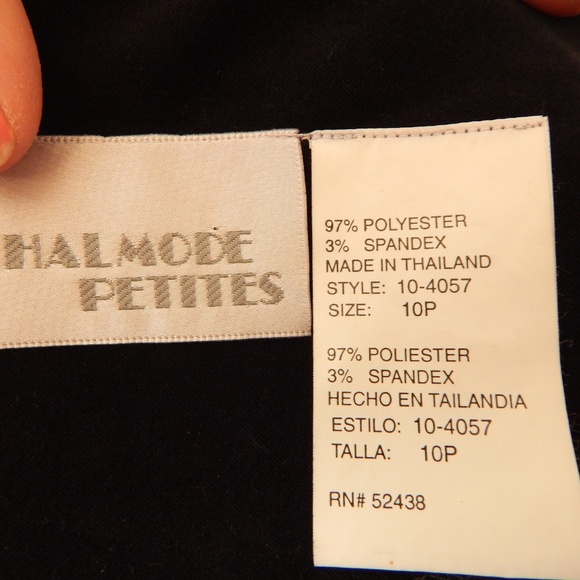 HALMODE
PETITES
97% POLYESTER
3% SPANDEX
MADE IN THAILAND
STYLE: 10-4057
SIZE: 10P
97% POLIESTER
3% SPANDEX
HECHO EN TAILANDIA
ESTILO: 10-4057
TALLA: 10P
RN# 52438